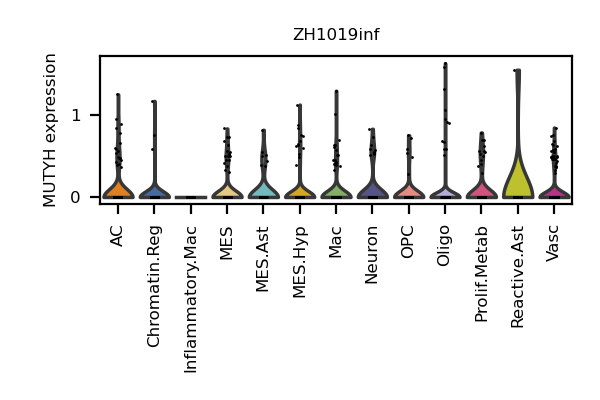 ZH1019inf
MUTYH expression
1
0
AC
Chromatin.Reg
Inflammatory.Mac
MES
MES.Ast
MES.Hyp
Mac
Neuron
OPC
Oligo
Prolif.Metab
Reactive.Ast
Vasc